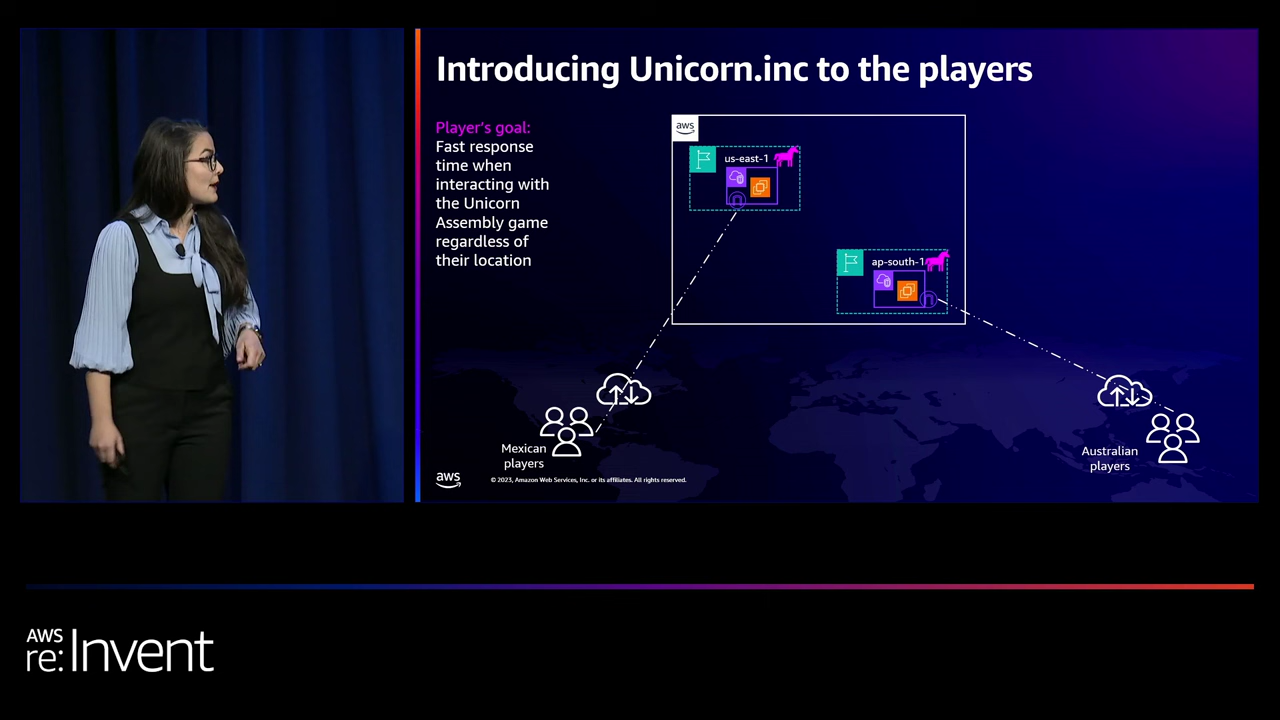 Introducing Unicorn.inc to the players
Player's goal:
Fast response
time when
interacting with
the Unicorn
Assembly game
regardless of
their location
aws
us-east-1
ap-south-1
Mexican
players
Australian
players
aws
© 2023, Amazon Web Services, Inc. or its affiliates. All rights reserved.
AWS
re:Invent